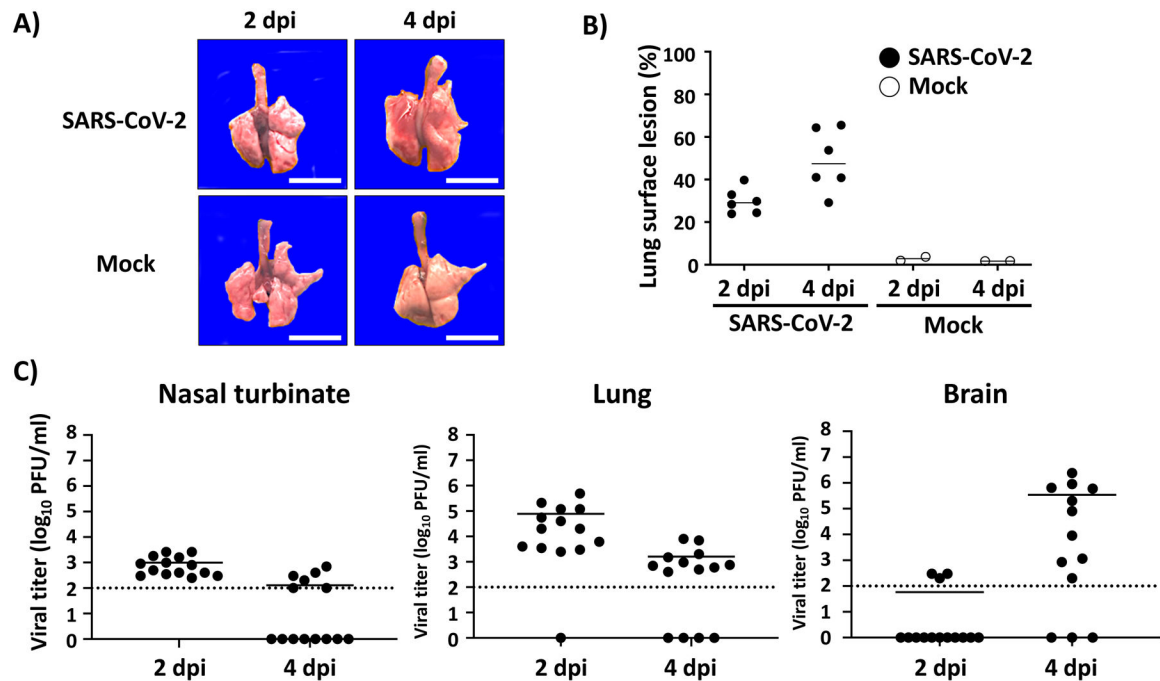 A)
2 dpi 4 dpi
SARS-CoV-2
Mock
B)
SARS-CoV-2
Mock
Lung surface lesion (%)
100
80
60
40
20
0
2 dpi 4 dpi 2 dpi 4 dpi
SARS-CoV-2 Mock
C)
Nasal turbinate
Viral titer (log10 PFU/ml)
8
7
6
5
4
3
2
1
0
2 dpi 4 dpi
Lung
Viral titer (log10 PFU/ml)
8
7
6
5
4
3
2
1
0
2 dpi 4 dpi
Brain
Viral titer (log10 PFU/ml)
8
7
6
5
4
3
2
1
0
2 dpi 4 dpi